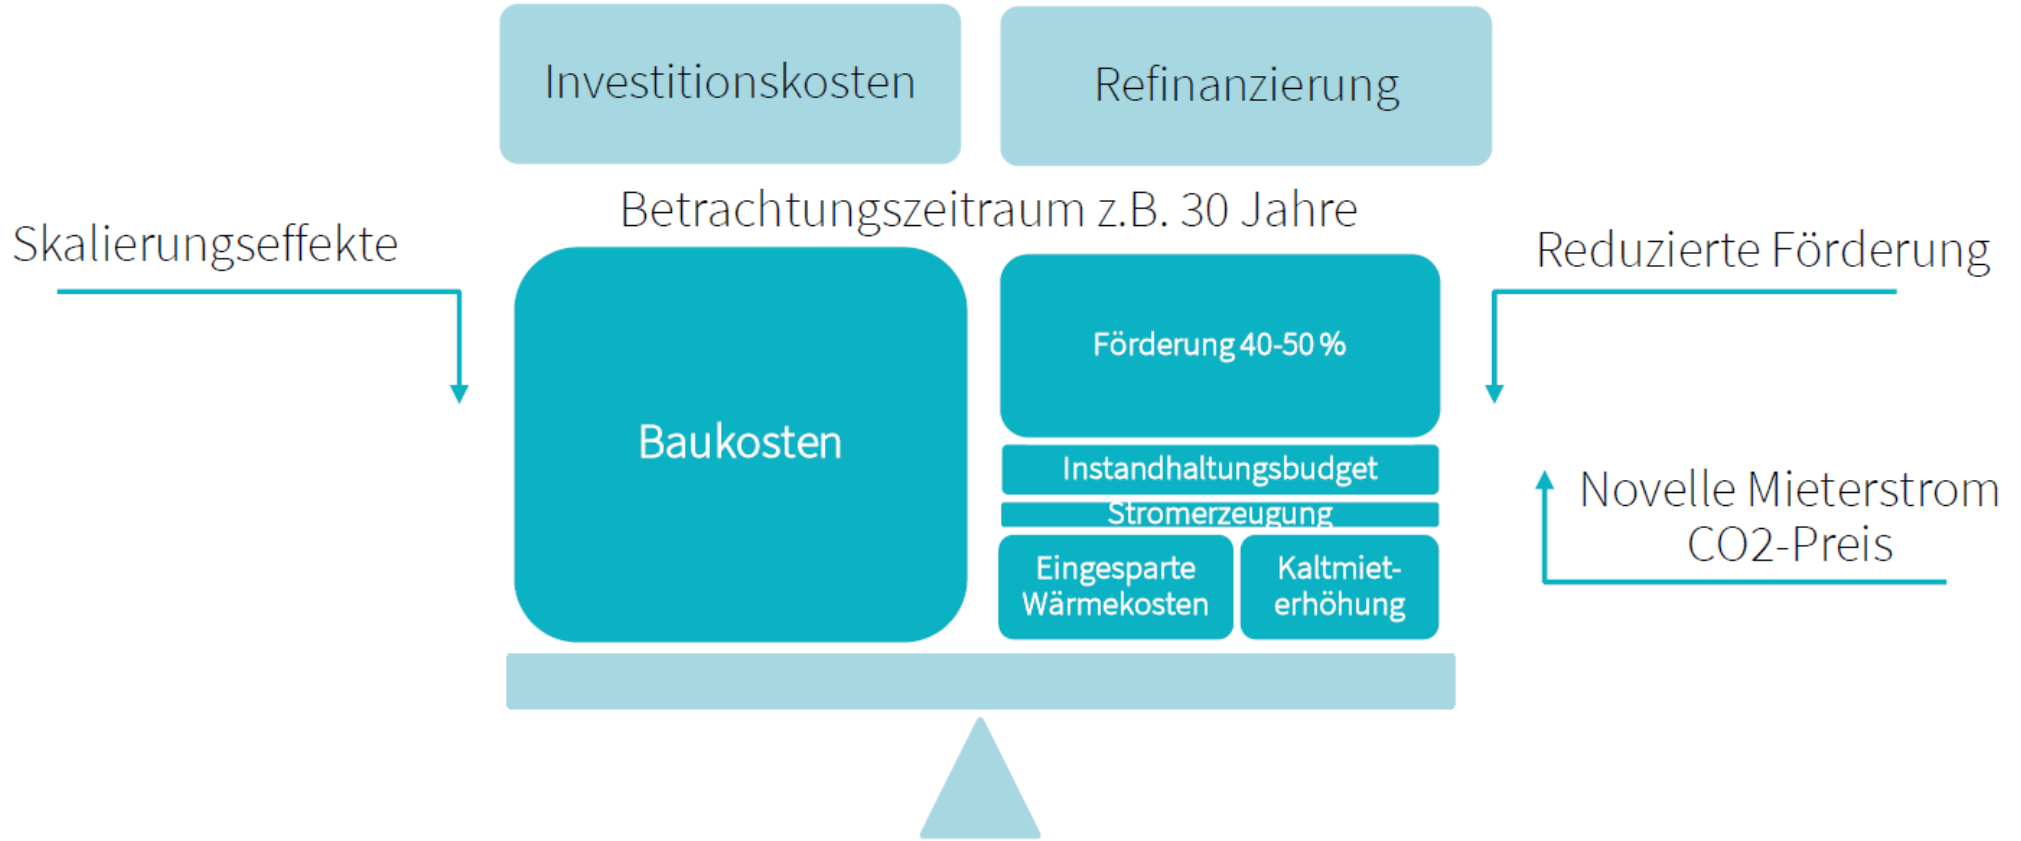 Investitionskosten
Refinanzierung
Betrachtungszeitraum z.B. 30 Jahre
Skalierungseffekte
Reduzierte Förderung
Baukosten
Förderung 40-50 %
Instandhaltungsbudget
Stromerzeugung
Eingesparte
Wärmekosten
Kaltmiet-
erhöhung
Novelle Mieterstrom
CO2-Preis